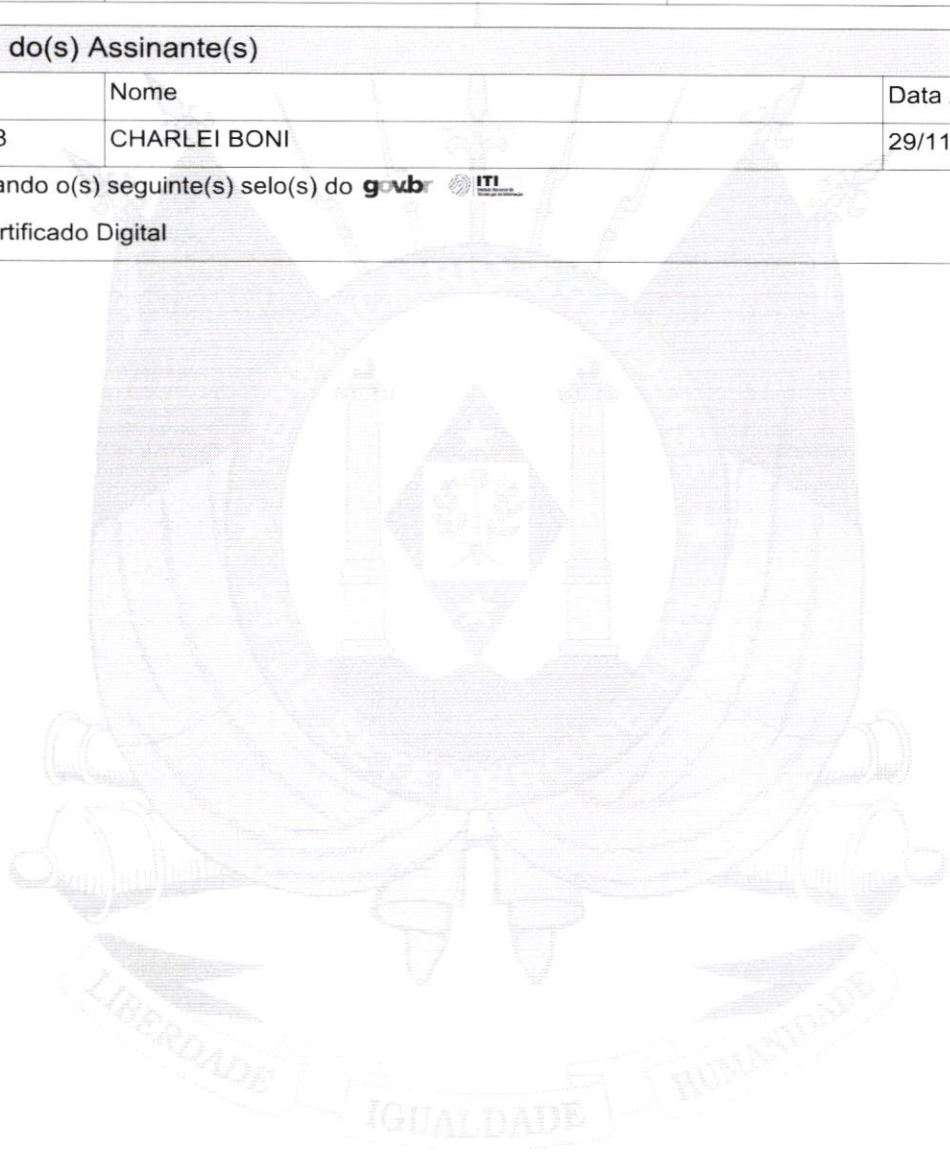 do(s) Assinante(s)
Nome
Data
3
CHARLEI BONI
29/11
ando o(s) seguinte(s) selo(s) do gov.br ITI
rtificado Digital
LIBERDADE
IGUALDADE
HUMANIDADE